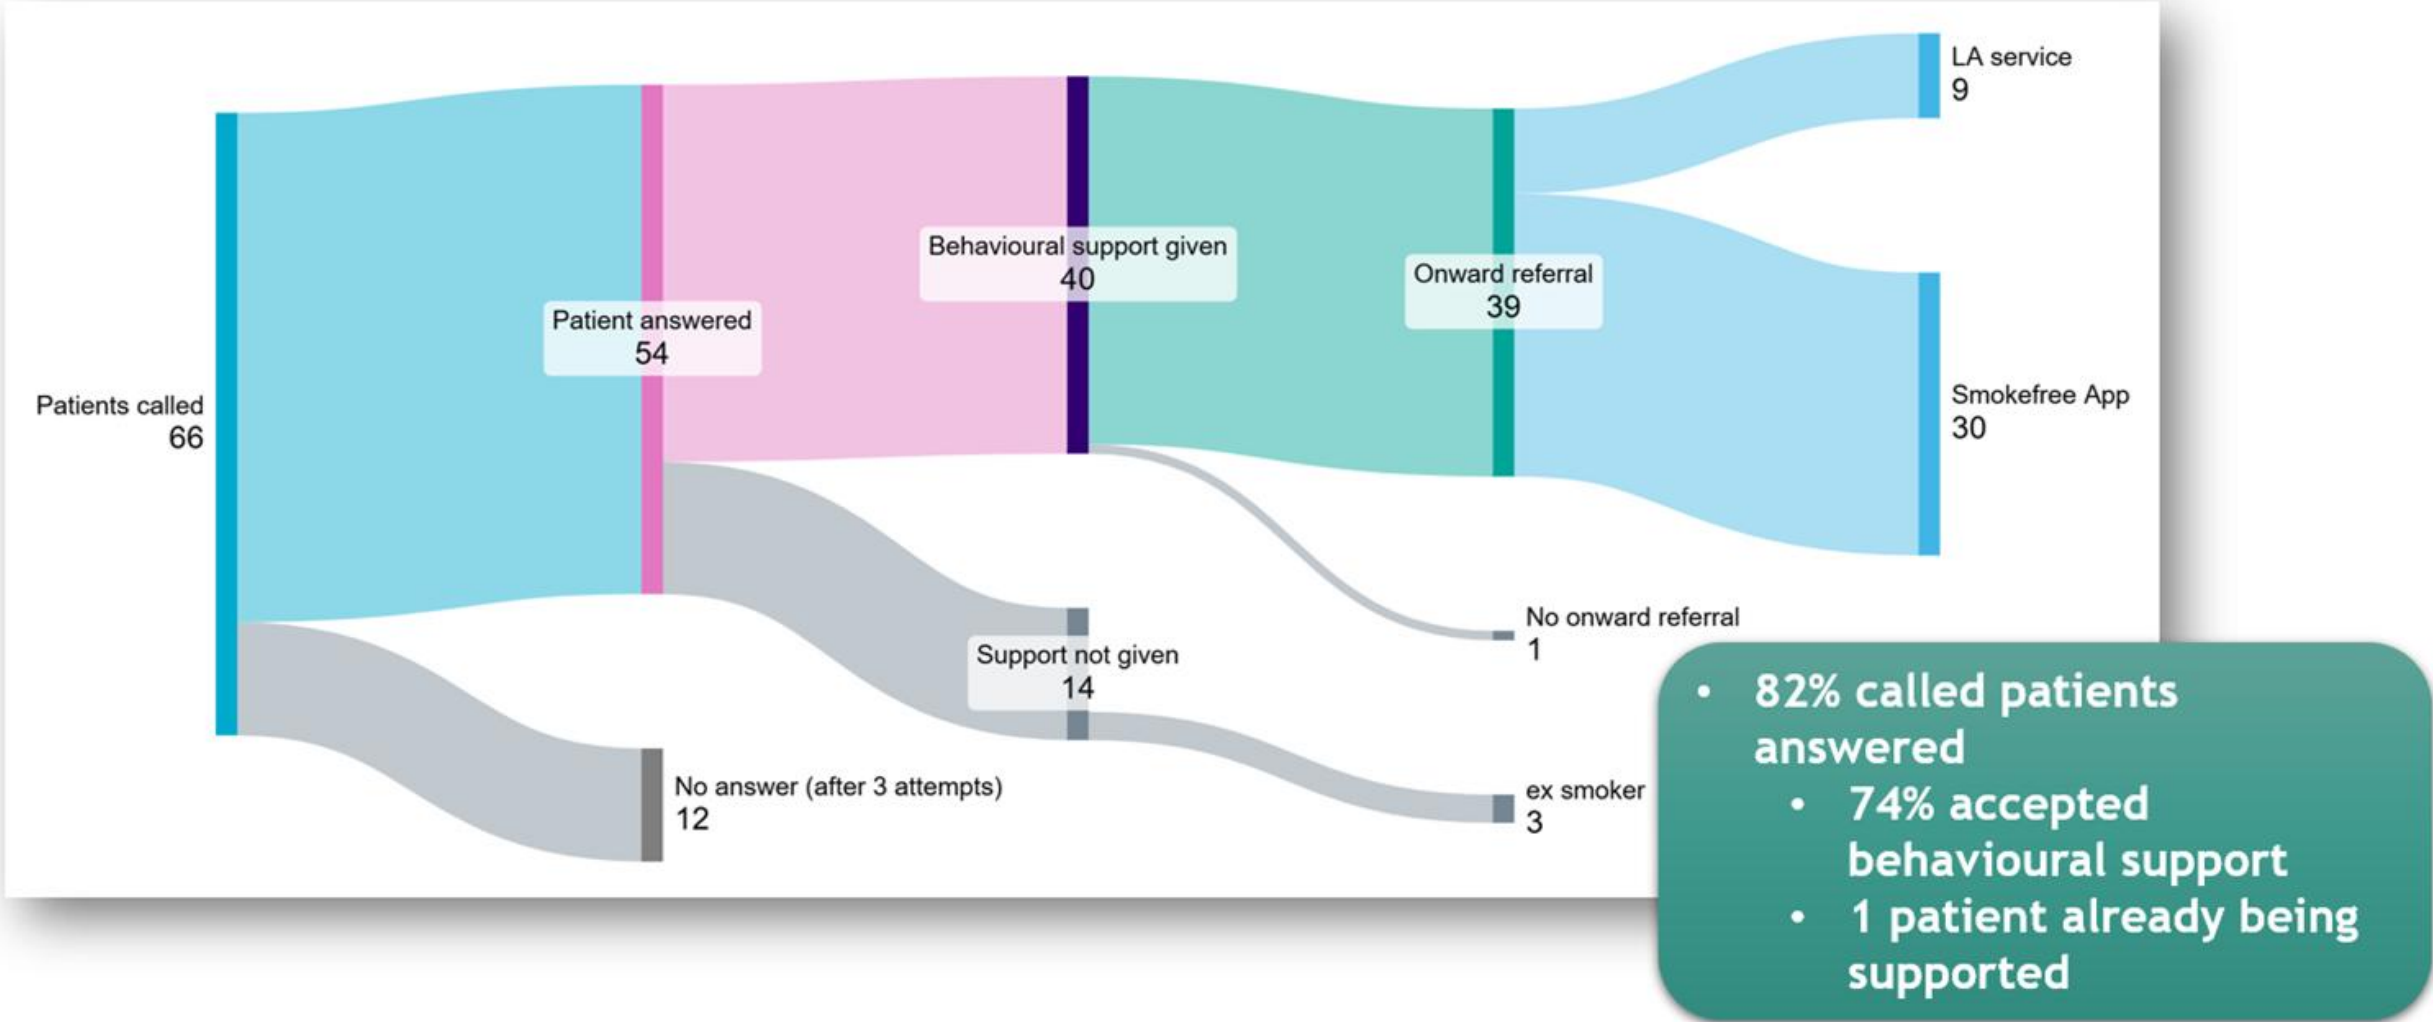 Patients called
66
Patient answered
54
No answer (after 3 attempts)
12
Behavioural support given
40
Support not given
14
Onward referral
39
No onward referral
1
ex smoker
3
LA service
9
Smokefree App
30
• 82% called patients
answered
• 74% accepted
behavioural support
• 1 patient already being
supported